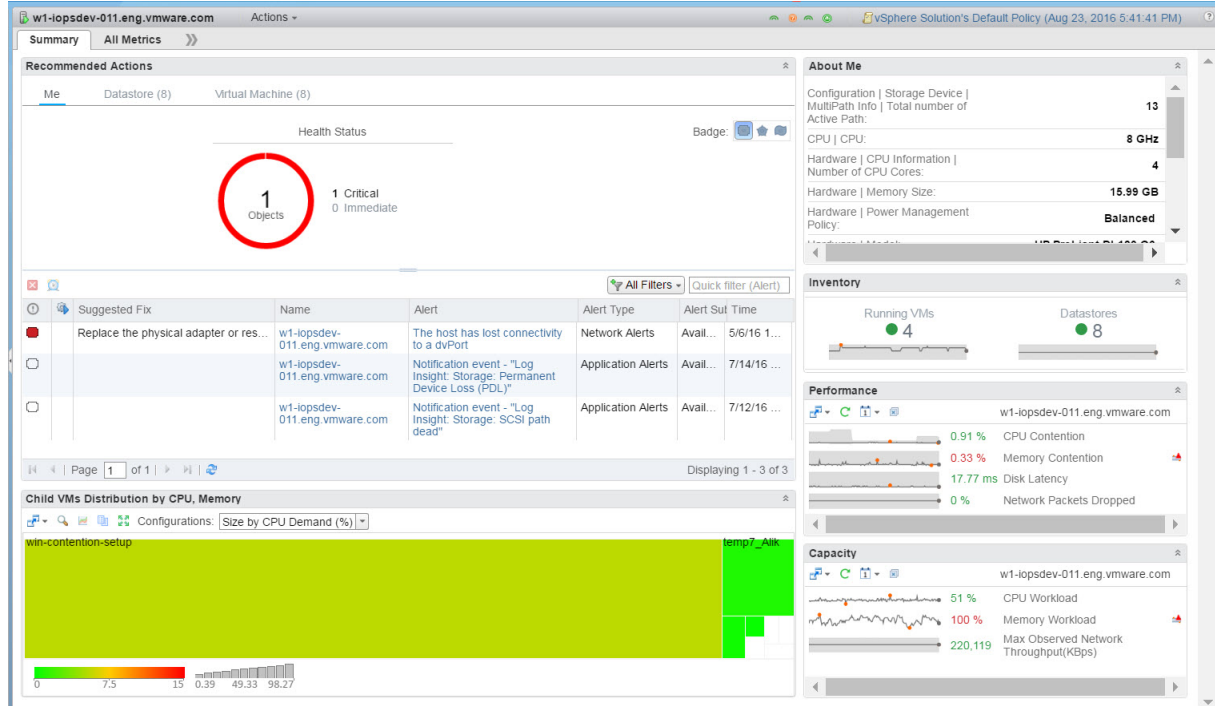 w1-iopsdev-011.eng.vmware.com Actions vSphere Solution's Default Policy (Aug 23, 2016 5:41:41 PM)
Summary All Metrics
Recommended Actions
Me Datastore (8) Virtual Machine (8)
Health Status
Badge:
1
Objects
1 Critical
0 Immediate
All Filters Quick filter (Alert)
Suggested Fix Name Alert Alert Type Alert Sul Time
Replace the physical adapter or res... w1-iopsdev- The host has lost connectivity Network Alerts Avail... 5/6/16 1...
011.eng.vmware.com to a dvPort
w1-iopsdev- Notification event - "Log Application Alerts Avail... 7/14/16 ...
011.eng.vmware.com Insight: Storage: Permanent
Device Loss (PDL)"
w1-iopsdev- Notification event - "Log Application Alerts Avail... 7/12/16 ...
011.eng.vmware.com Insight: Storage: SCSI path
dead"
Page 1 of 1 Displaying 1 - 3 of 3
Child VMs Distribution by CPU, Memory
Configurations: Size by CPU Demand (%)
win-contention-setup temp7_Alik
0 7.5 15 0.39 49.33 98.27
About Me
Configuration | Storage Device |
MultiPath Info | Total number of 13
Active Path:
CPU | CPU: 8 GHz
Hardware | CPU Information | 4
Number of CPU Cores:
Hardware | Memory Size: 15.99 GB
Hardware | Power Management Balanced
Policy:
Inventory
Running VMs Datastores
4 8
Performance
w1-iopsdev-011.eng.vmware.com
0.91 % CPU Contention
0.33 % Memory Contention
17.77 ms Disk Latency
0 % Network Packets Dropped
Capacity
w1-iopsdev-011.eng.vmware.com
51 % CPU Workload
100 % Memory Workload
220,119 Max Observed Network
Throughput(KBps)